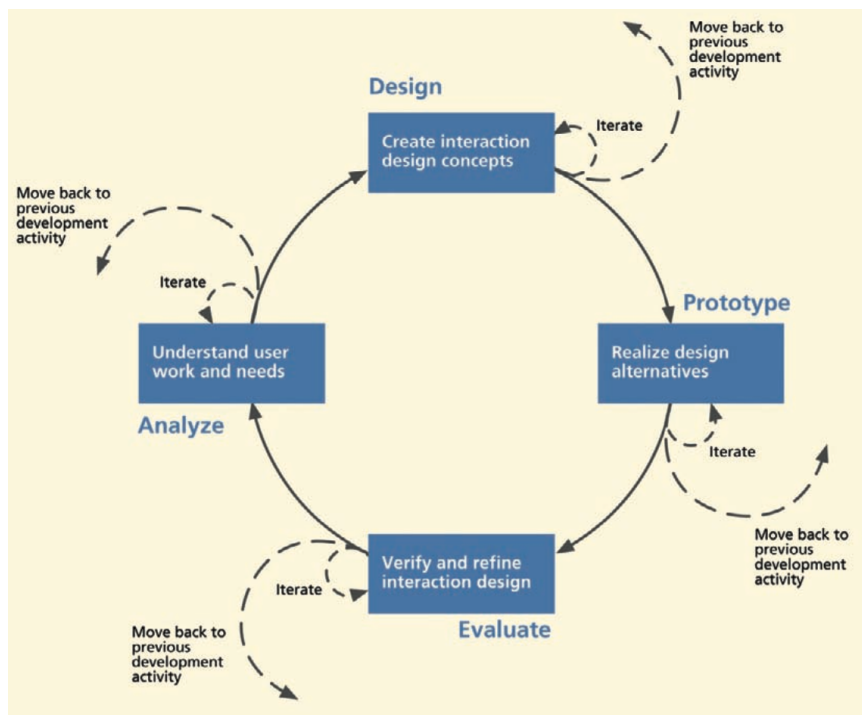 Move back to
previous
development
activity
Design
Iterate
Create interaction
design concepts
Move back to
previous
development
activity
Iterate
Prototype
Understand user
work and needs
Realize design
alternatives
Analyze
Iterate
Move back to
previous
development
activity
Verify and refine
interaction design
Iterate
Evaluate
Move back to
previous
development
activity